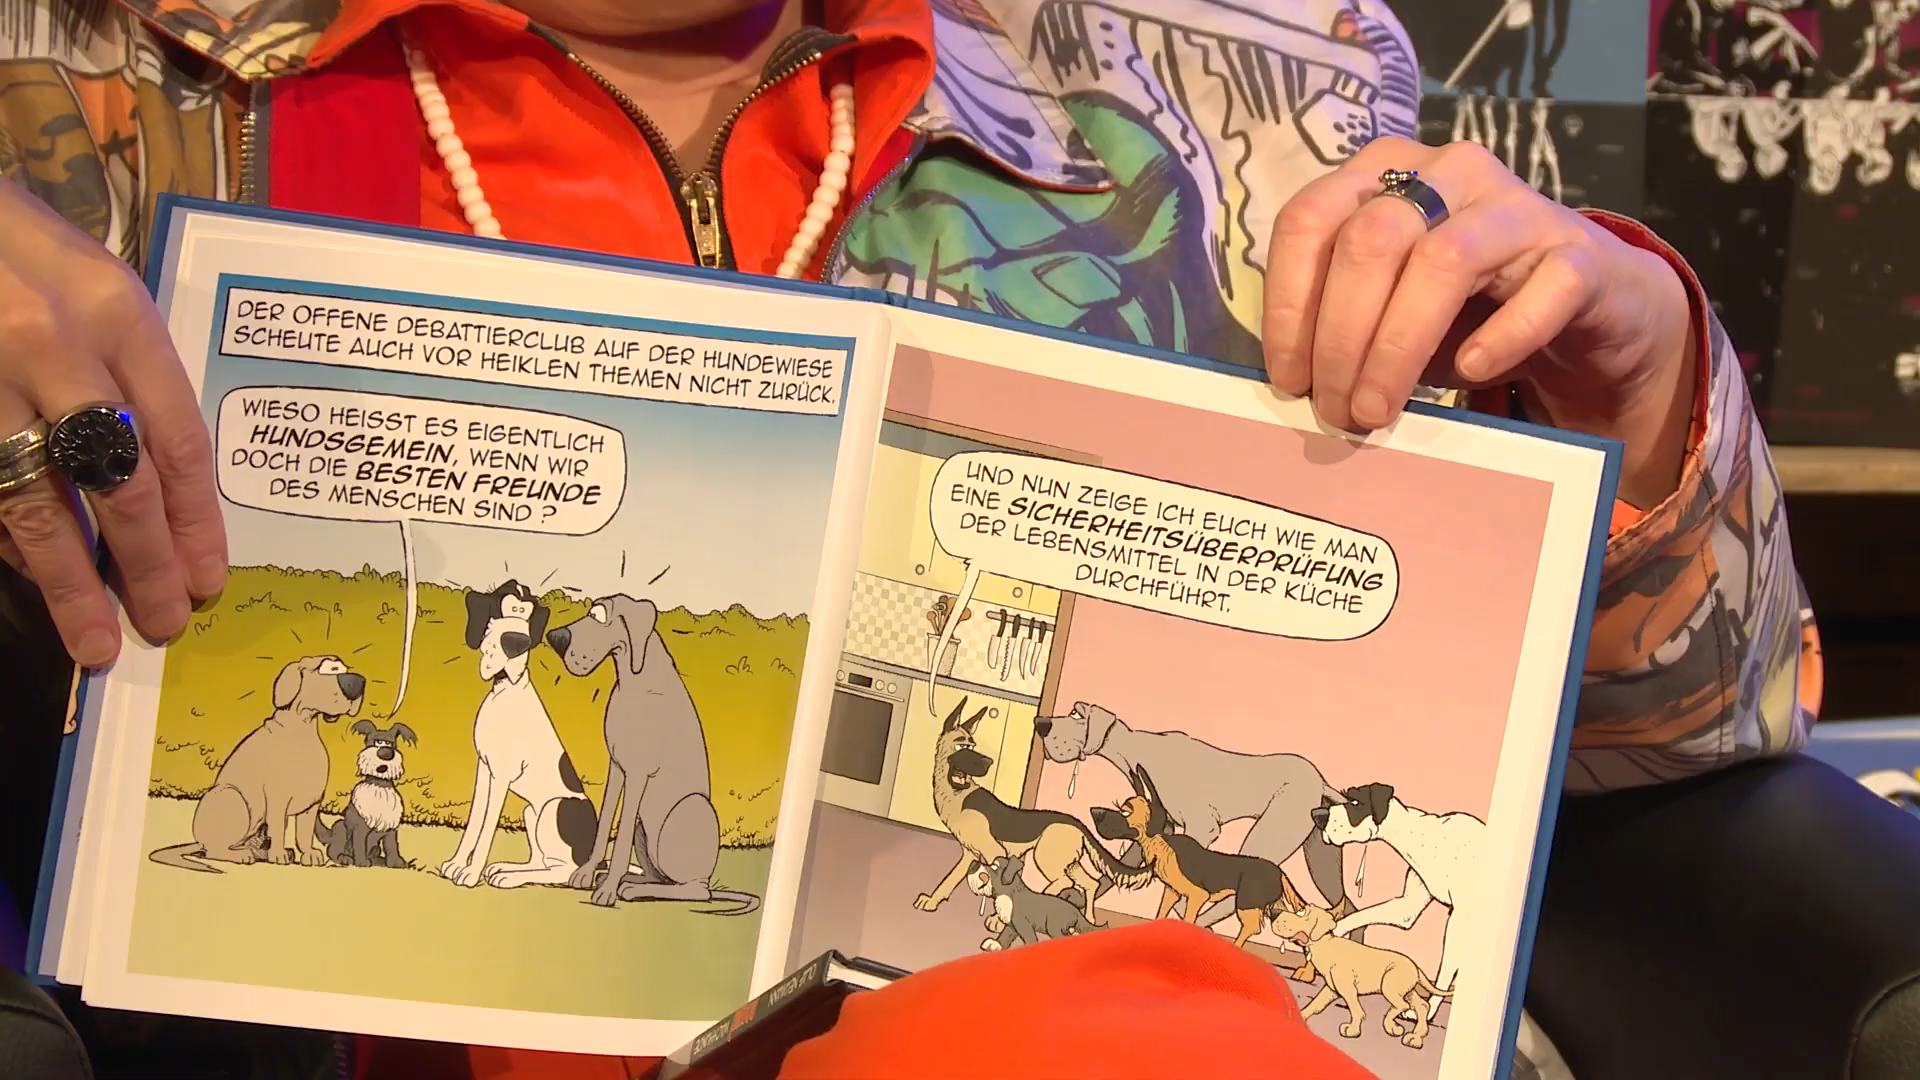 DER OFFENE DEBATTIERCLUB AUF DER HUNDEWIESE
SCHEUTE AUCH VOR HEIKLEN THEMEN NICHT ZURÜCK.
WIESO HEISST ES EIGENTLICH
HUNDSGEMEIN, WENN WIR
DOCH DIE BESTEN FREUNDE
DES MENSCHEN SIND?
UND NUN ZEIGE ICH EUCH WIE MAN
EINE SICHERHEITSÜBERPRÜFUNG
DER LEBENSMITTEL IN DER KÜCHE
DURCHFÜHRT.